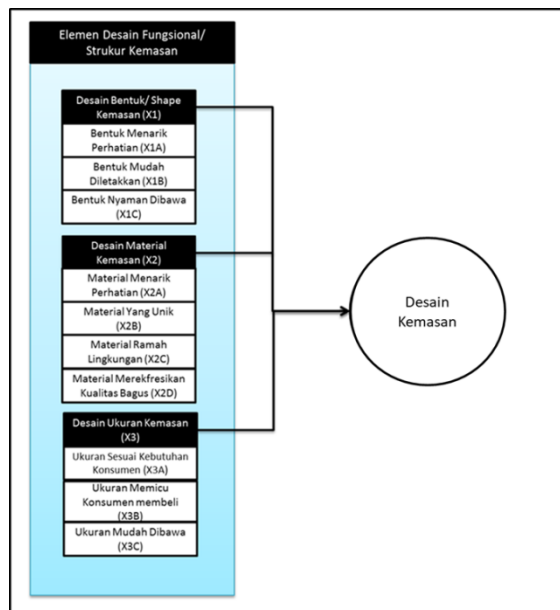 Elemen Desain Fungsional/
Strukur Kemasan
Desain Bentuk/ Shape
Kemasan (X1)
Bentuk Menarik
Perhatian (X1A)
Bentuk Mudah
Diletakkan (X1B)
Bentuk Nyaman Dibawa
(X1C)
Desain Material
Kemasan (X2)
Material Menarik
Perhatian (X2A)
Material Yang Unik
(X2B)
Material Ramah
Lingkungan (X2C)
Material Merekfresikan
Kualitas Bagus (X2D)
Desain Ukuran Kemasan
(X3)
Ukuran Sesuai Kebutuhan
Konsumen (X3A)
Ukuran Memicu
Konsumen membeli
(X3B)
Ukuran Mudah Dibawa
(X3C)
Desain
Kemasan